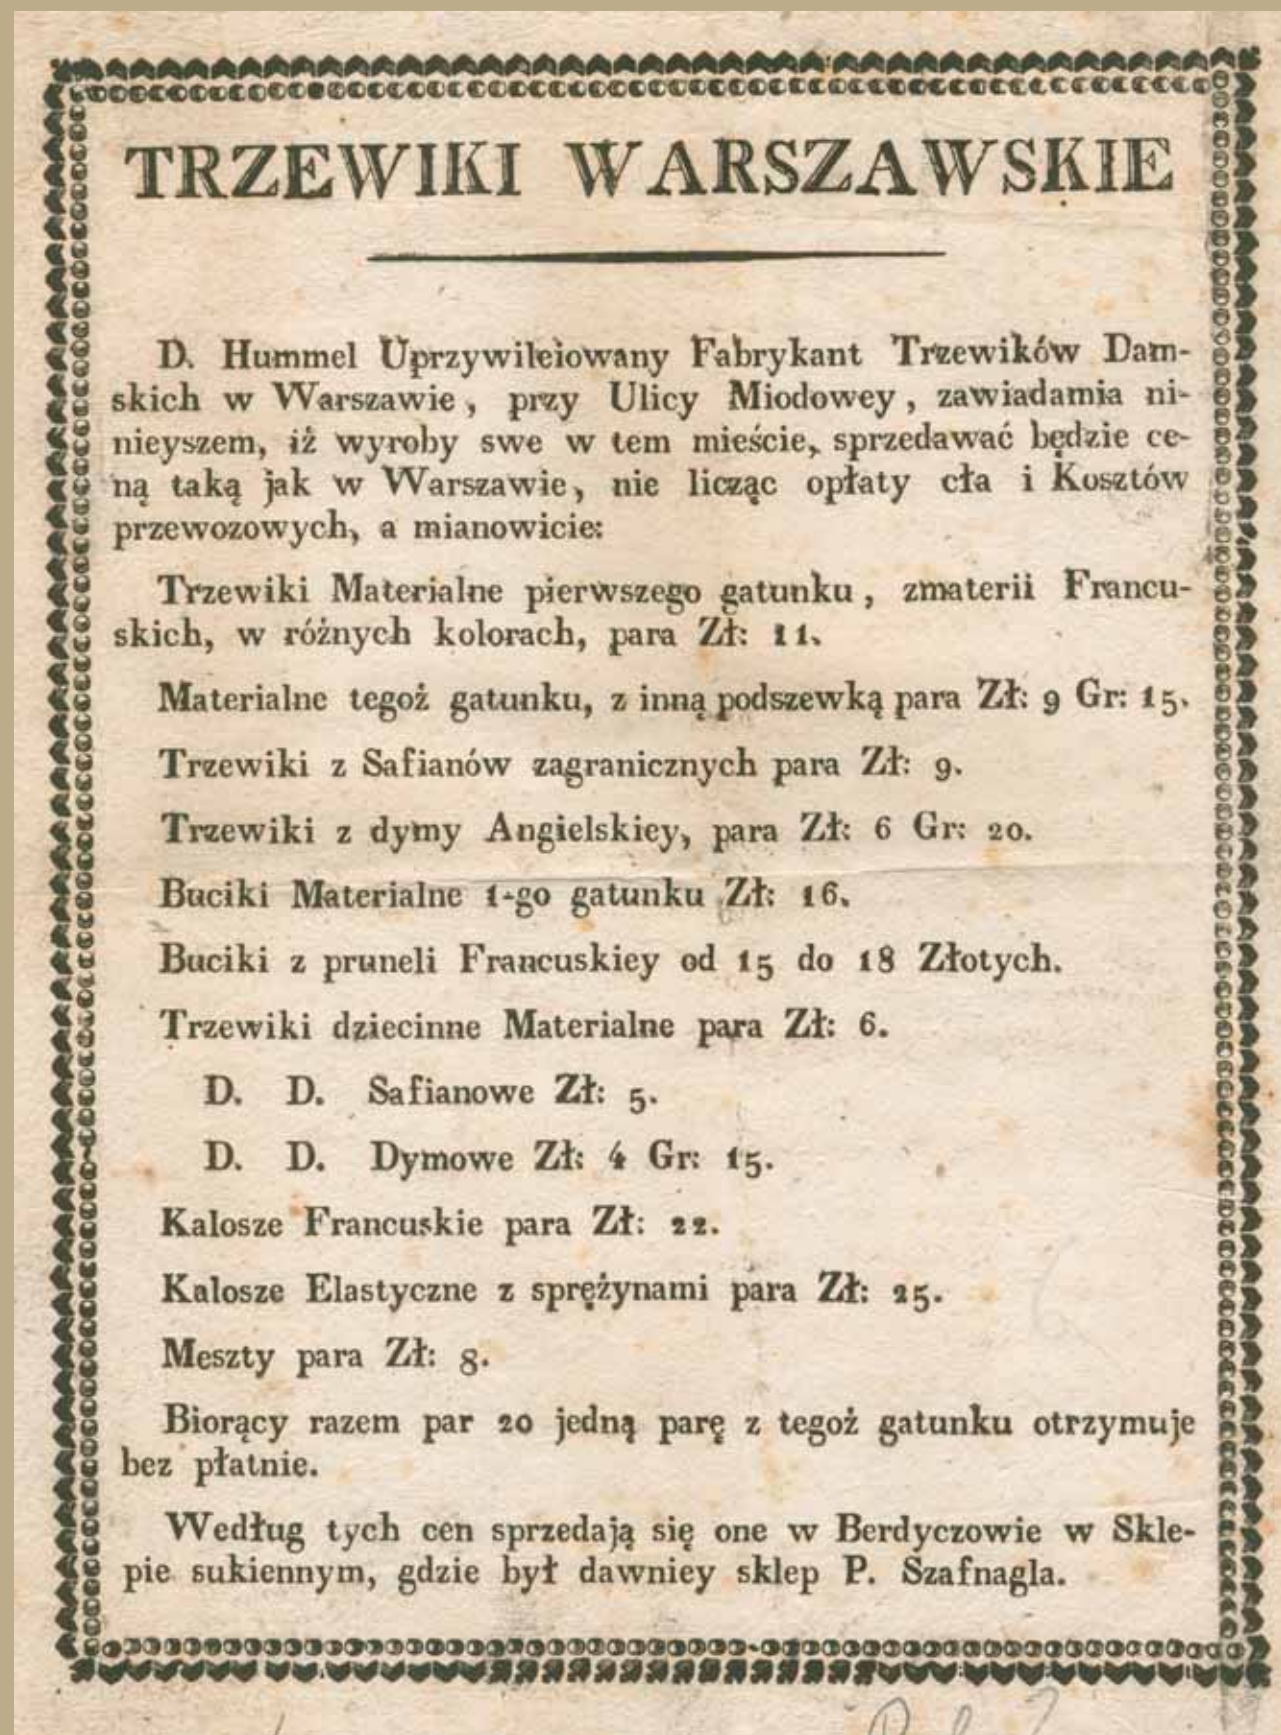 TRZEWIKI WARSZAWSKIE
D. Hummel Uprzywileiowany Fabrykant Trzewików Dam-
skich w Warszawie, przy Ulicy Miodowey, zawiadamia ni-
nieyszem, iż wyroby swe w tem mieście, sprzedawać będzie ce-
ną taką jak w Warszawie, nie licząc opłaty cła i Kosztów
przewozowych, a mianowicie:
Trzewiki Materialne pierwszego gatunku, zmaterii Francu-
skich, w różnych kolorach, para Zł: 11.
Materialne tegoż gatunku, z inną podszewką para Zł: 9 Gr: 15.
Trzewiki z Safianów zagranicznych para Zł: 9.
Trzewiki z dymy Angielskiey, para Zł: 6 Gr: 20.
Buciki Materialne 1-go gatunku Zł: 16.
Buciki z pruneli Francuskiey od 15 do 18 Złotych.
Trzewiki dziecinne Materialne para Zł: 6.
D. D. Safianowe Zł: 5.
D. D. Dymowe Zł: 4 Gr: 15.
Kalosze Francuskie para Zł: 22.
Kalosze Elastyczne z sprężynami para Zł: 25.
Meszty para Zł: 8.
Biorący razem par 20 jedną parę z tegoż gatunku otrzymuje
bez płatnie.
Według tych cen sprzedają się one w Berdyczowie w Skle-
pie sukiennym, gdzie był dawniey sklep P. Szafnagla.